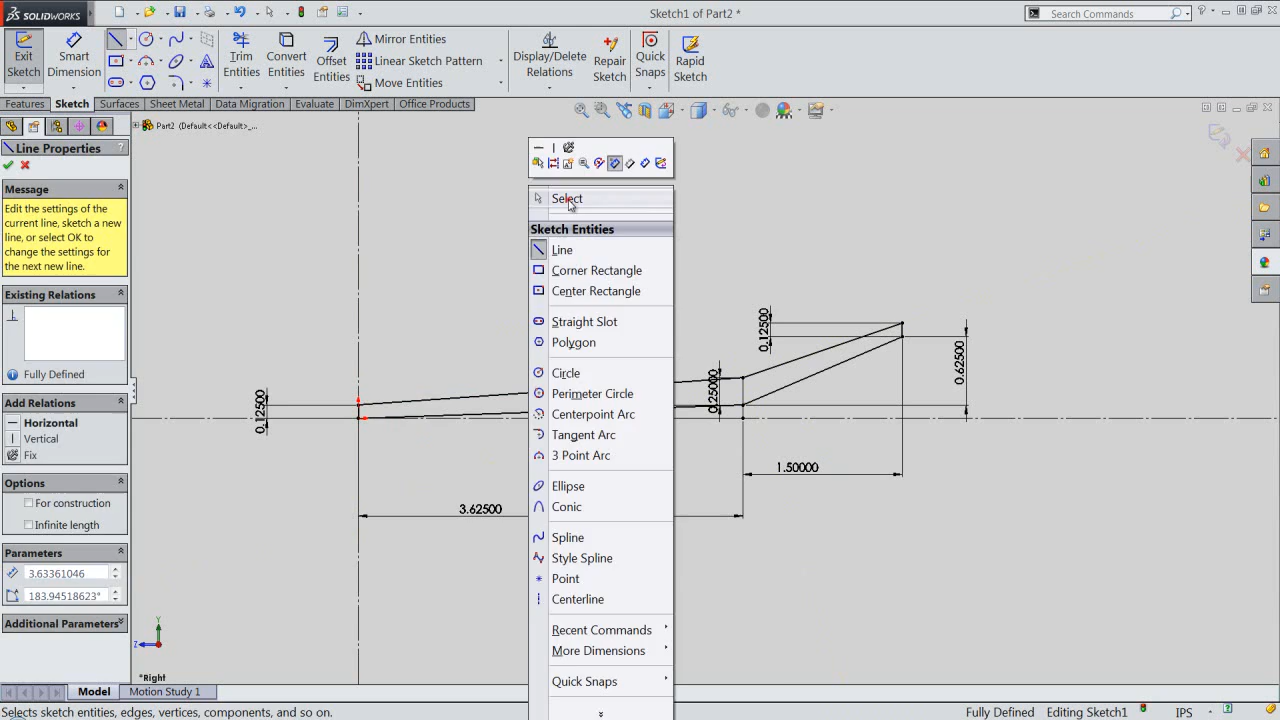 SOLIDWORKS
Sketch1 of Part2 *
Search Commands
Exit Sketch
Smart Dimension
Trim Entities
Convert Entities
Offset Entities
Mirror Entities
Linear Sketch Pattern
Move Entities
Display/Delete Relations
Repair Sketch
Quick Snaps
Rapid Sketch
Features
Sketch
Surfaces
Sheet Metal
Data Migration
Evaluate
DimXpert
Office Products
Part2 (Default<<Default>_...
Line Properties
?
Message
Edit the settings of the
current line, sketch a new
line, or select OK to
change the settings for
the next new line.
Existing Relations
Fully Defined
Add Relations
Horizontal
Vertical
Fix
Options
For construction
Infinite length
Parameters
3.63361046
183.94518623°
Additional Parameters
Select
Sketch Entities
Line
Corner Rectangle
Center Rectangle
Straight Slot
Polygon
Circle
Perimeter Circle
Centerpoint Arc
Tangent Arc
3 Point Arc
Ellipse
Conic
Spline
Style Spline
Point
Centerline
Recent Commands
More Dimensions
Quick Snaps
0.12500
3.62500
0.25000
0.12500
0.62500
1.50000
Y
Z
*Right
Model
Motion Study 1
Selects sketch entities, edges, vertices, components, and so on.
Fully Defined
Editing Sketch1
IPS